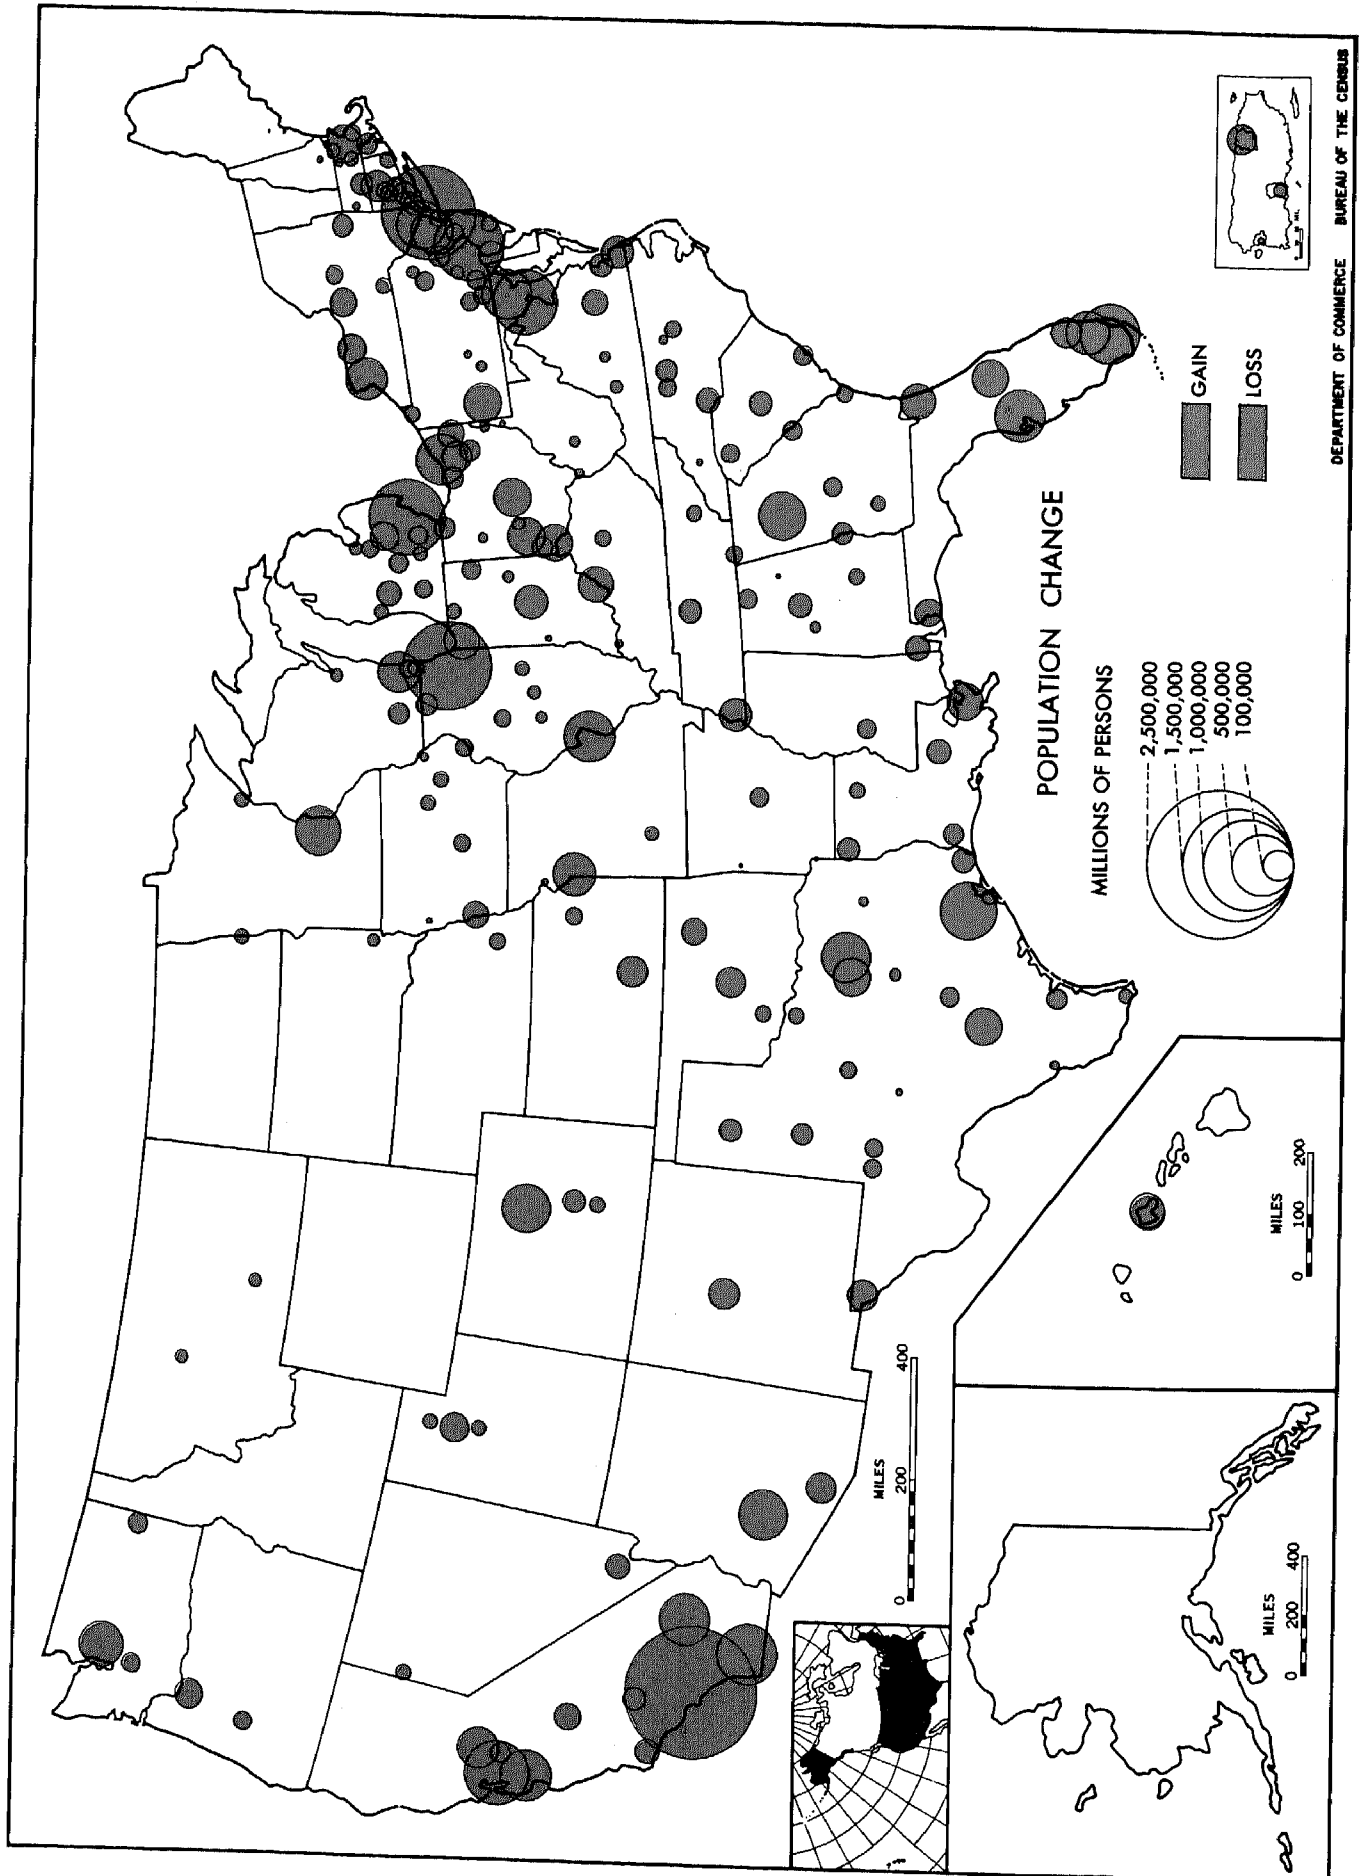 POPULATION CHANGE
MILLIONS OF PERSONS
2,500,000
1,500,000
1,000,000
500,000
100,000
GAIN
LOSS
MILES
0 200 400
MILES
0 200 400
MILES
0 100 200
DEPARTMENT OF COMMERCE BUREAU OF THE CENSUS